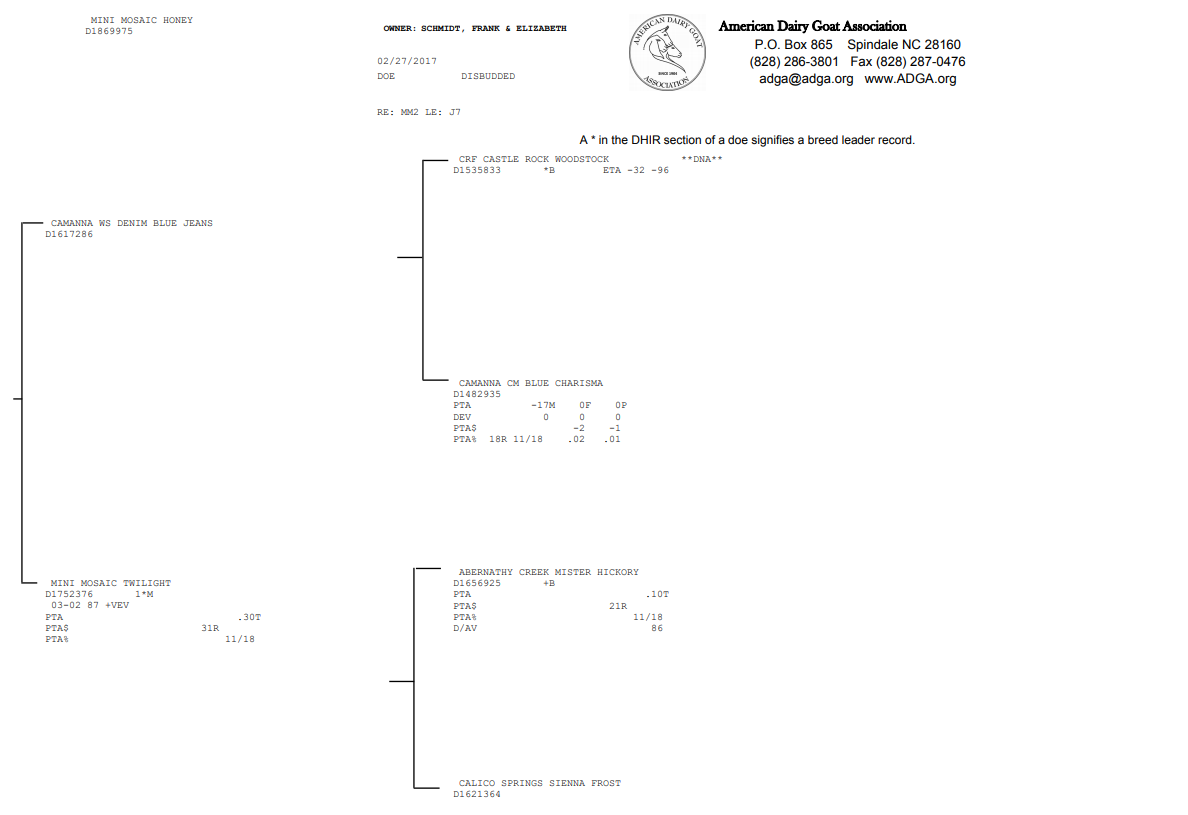 MINI MOSAIC HONEY
D1869975
OWNER: SCHMIDT, FRANK & ELIZABETH
02/27/2017
DOE DISBUDDED
RE: MM2 LE: J7
AMERICAN DAIRY GOAT
SINCE 1904
ASSOCIATION
American Dairy Goat Association
P.O. Box 865 Spindale NC 28160
(828) 286-3801 Fax (828) 287-0476
adga@adga.org www.ADGA.org
A * in the DHIR section of a doe signifies a breed leader record.
CRF CASTLE ROCK WOODSTOCK **DNA**
D1535833 *B ETA -32 -96
CAMANNA WS DENIM BLUE JEANS
D1617286
CAMANNA CM BLUE CHARISMA
D1482935
PTA -17M 0F 0P
DEV 0 0 0
PTA$ -2 -1
PTA% 18R 11/18 .02 .01
MINI MOSAIC TWILIGHT
D1752376 1*M
03-02 87 +VEV
PTA .30T
PTA$ 31R
PTA% 11/18
ABERNATHY CREEK MISTER HICKORY
D1656925 +B
PTA .10T
PTA$ 21R
PTA% 11/18
D/AV 86
CALICO SPRINGS SIENNA FROST
D1621364